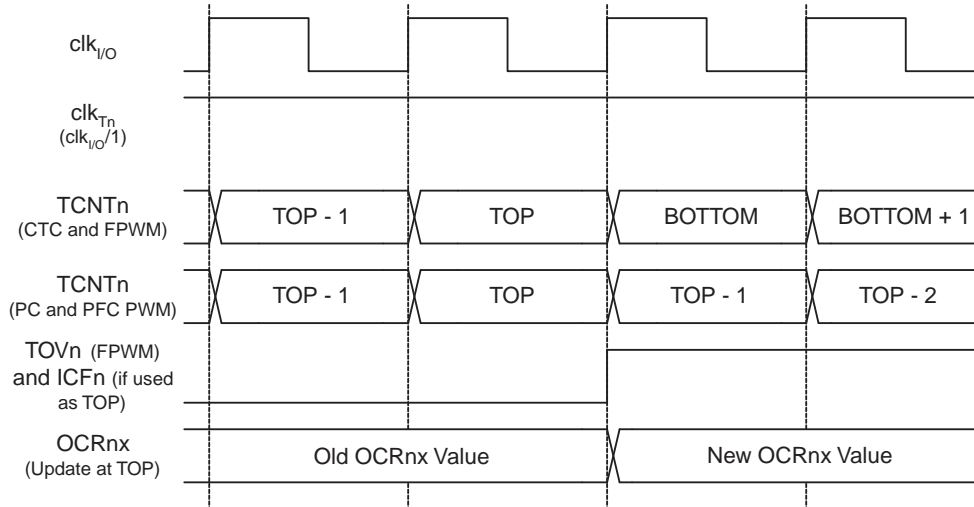 clkI/O
clkTn
(clkI/O/1)
TCNTn
(CTC and FPWM)
TOP - 1
TOP
BOTTOM
BOTTOM + 1
TCNTn
(PC and PFC PWM)
TOP - 1
TOP
TOP - 1
TOP - 2
TOVn (FPWM)
and ICFn (if used
as TOP)
OCRnx
(Update at TOP)
Old OCRnx Value
New OCRnx Value